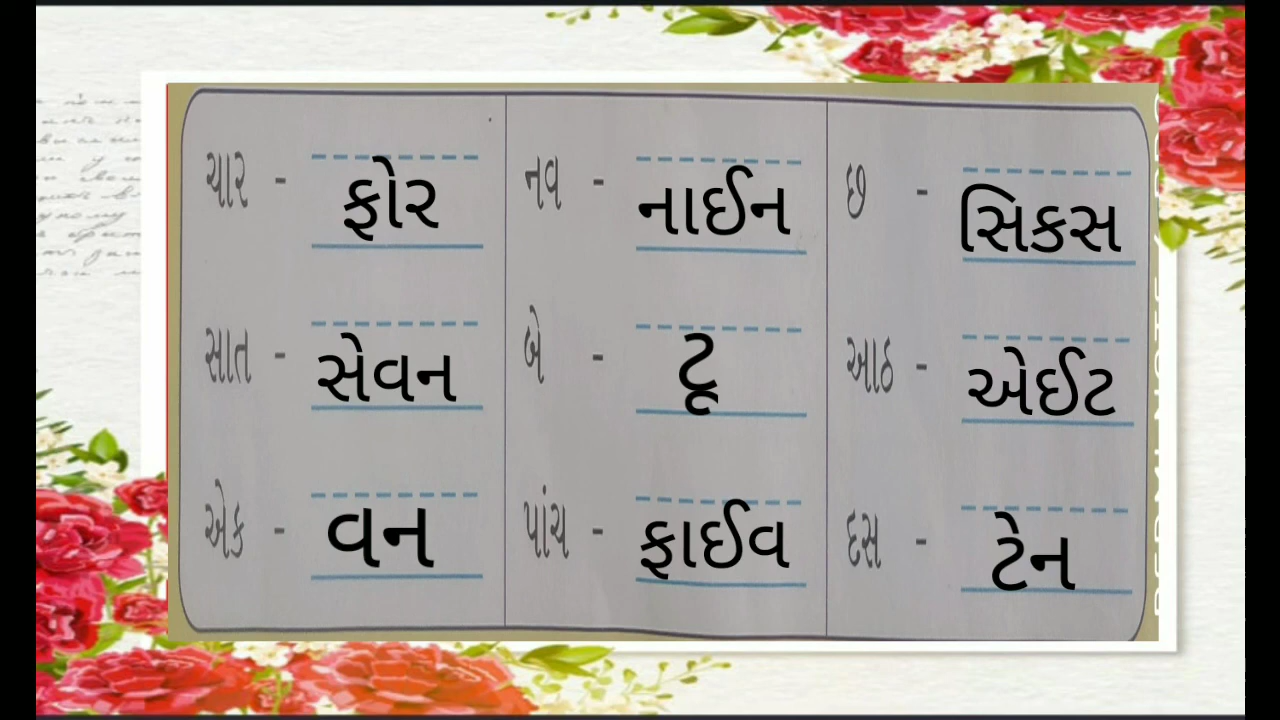 ચાર - ફોર નવ - નાઈન છ - સિકસ
સાત - સેવન બે - ટૂ આઠ - એઈટ
એક - વન પાંચ - ફાઈવ દસ - ટેન